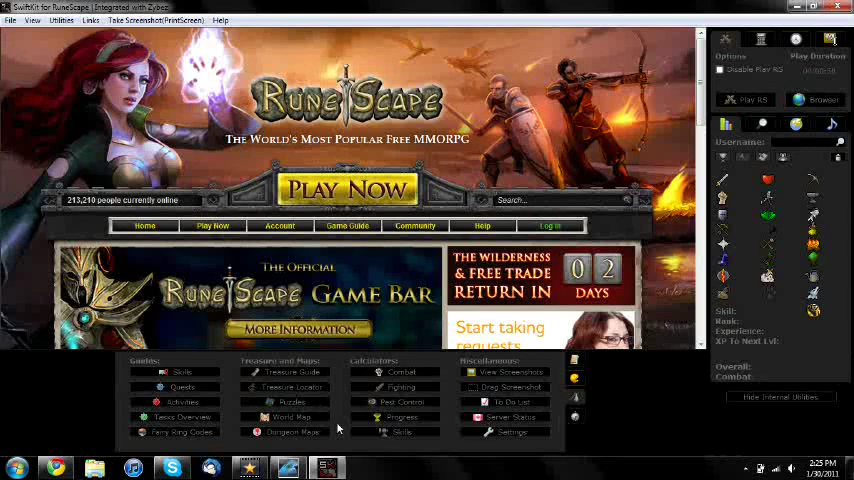 SwiftKit for RuneScape | Integrated with Zybez
File View Utilities Links Take Screenshot(PrintScreen) Help
RUNESCAPE
THE WORLD'S MOST POPULAR FREE MMORPG
PLAY NOW
213,210 people currently online
Search...
Home Play Now Account Game Guide Community Help Log In
THE OFFICIAL
RUNESCAPE GAME BAR
MORE INFORMATION
THE WILDERNESS
& FREE TRADE
RETURN IN
0 2
DAYS
Start taking
requests
Options Play Duration
Disable Play RS
00:00:58
Play RS Browser
Username:
Skill:
Rank:
Experience:
XP To Next Lvl:
Overall:
Combat:
Hide Internal Utilities
Guides: Treasure and Maps: Calculators: Miscellaneous:
Skills Treasure Guide Combat View Screenshots
Quests Treasure Locator Fighting Drag Screenshot
Activities Puzzles Pest Control To Do List
Tasks Overview World Map Progress Server Status
Fairy Ring Codes Dungeon Maps Skills Settings
2:25 PM
1/30/2011